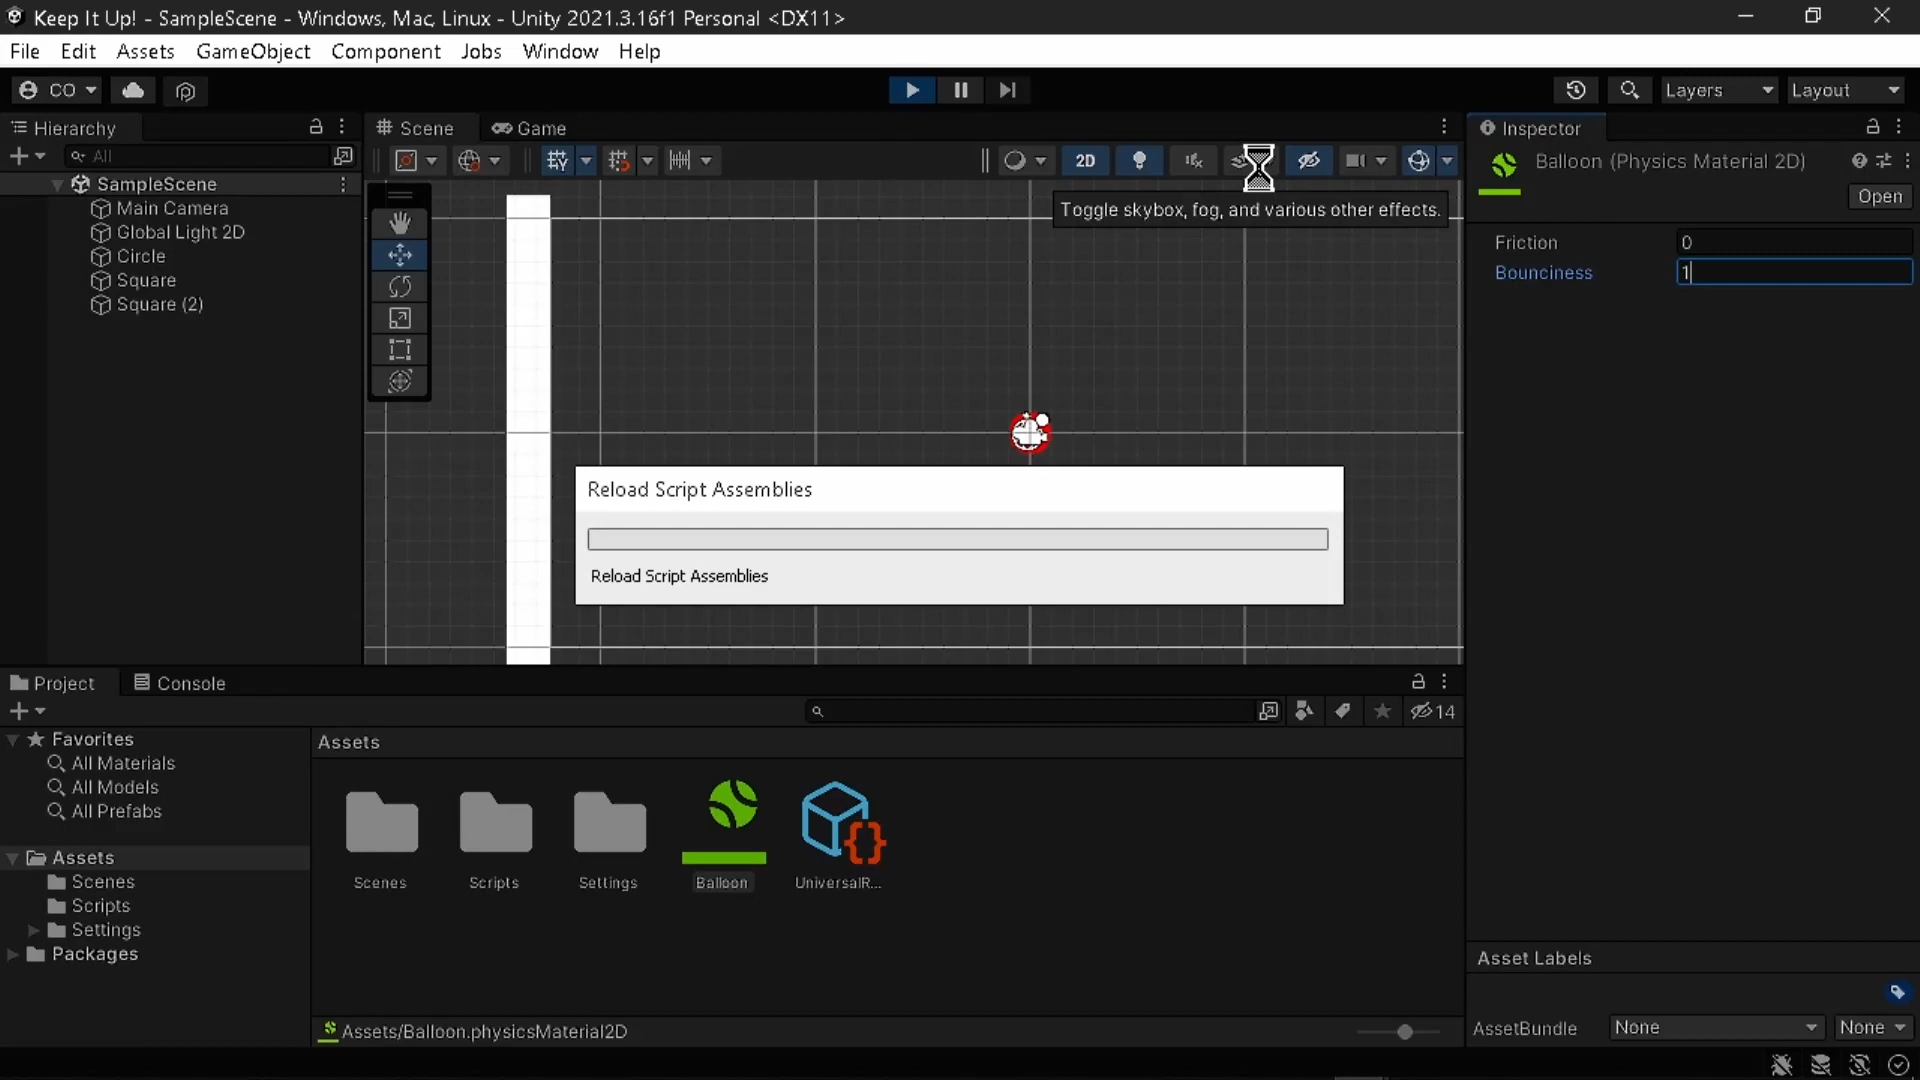 Keep It Up! - SampleScene - Windows, Mac, Linux - Unity 2021.3.16f1 Personal <DX11>
File Edit Assets GameObject Component Jobs Window Help
CO
Layers
Layout
Hierarchy
All
SampleScene
Main Camera
Global Light 2D
Circle
Square
Square (2)
Scene
Game
2D
Toggle skybox, fog, and various other effects.
Reload Script Assemblies
Reload Script Assemblies
Inspector
Balloon (Physics Material 2D)
Open
Friction 0
Bounciness 1
Project
Console
14
Favorites
All Materials
All Models
All Prefabs
Assets
Scenes
Scripts
Settings
Packages
Assets
Scenes
Scripts
Settings
Balloon
UniversalR...
Assets/Balloon.physicsMaterial2D
Asset Labels
AssetBundle None None